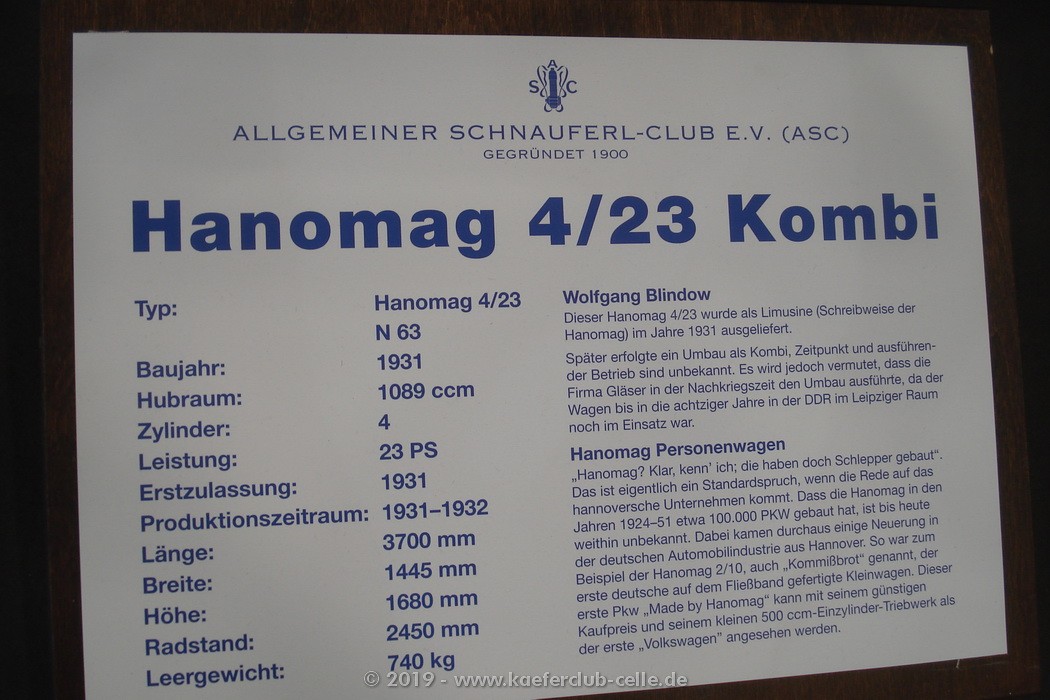 A
S C
ALLGEMEINER SCHNAUFERL-CLUB E.V. (ASC)
GEGRÜNDET 1900
Hanomag 4/23 Kombi
Typ: Hanomag 4/23
N 63
Baujahr: 1931
Hubraum: 1089 ccm
Zylinder: 4
Leistung: 23 PS
Erstzulassung: 1931
Produktionszeitraum: 1931–1932
Länge: 3700 mm
Breite: 1445 mm
Höhe: 1680 mm
Radstand: 2450 mm
Leergewicht: 740 kg
Wolfgang Blindow
Dieser Hanomag 4/23 wurde als Limusine (Schreibweise der
Hanomag) im Jahre 1931 ausgeliefert.
Später erfolgte ein Umbau als Kombi, Zeitpunkt und ausführen-
der Betrieb sind unbekannt. Es wird jedoch vermutet, dass die
Firma Gläser in der Nachkriegszeit den Umbau ausführte, da der
Wagen bis in die achtziger Jahre in der DDR im Leipziger Raum
noch im Einsatz war.
Hanomag Personenwagen
„Hanomag? Klar, kenn’ ich; die haben doch Schlepper gebaut“.
Das ist eigentlich ein Standardspruch, wenn die Rede auf das
hannoversche Unternehmen kommt. Dass die Hanomag in den
Jahren 1924–51 etwa 100.000 PKW gebaut hat, ist bis heute
weithin unbekannt. Dabei kamen durchaus einige Neuerung in
der deutschen Automobilindustrie aus Hannover. So war zum
Beispiel der Hanomag 2/10, auch „Kommißbrot“ genannt, der
erste deutsche auf dem Fließband gefertigte Kleinwagen. Dieser
erste Pkw „Made by Hanomag“ kann mit seinem günstigen
Kaufpreis und seinem kleinen 500 ccm-Einzylinder-Triebwerk als
der erste „Volkswagen” angesehen werden.
© 2019 - www.kaeferclub-celle.de